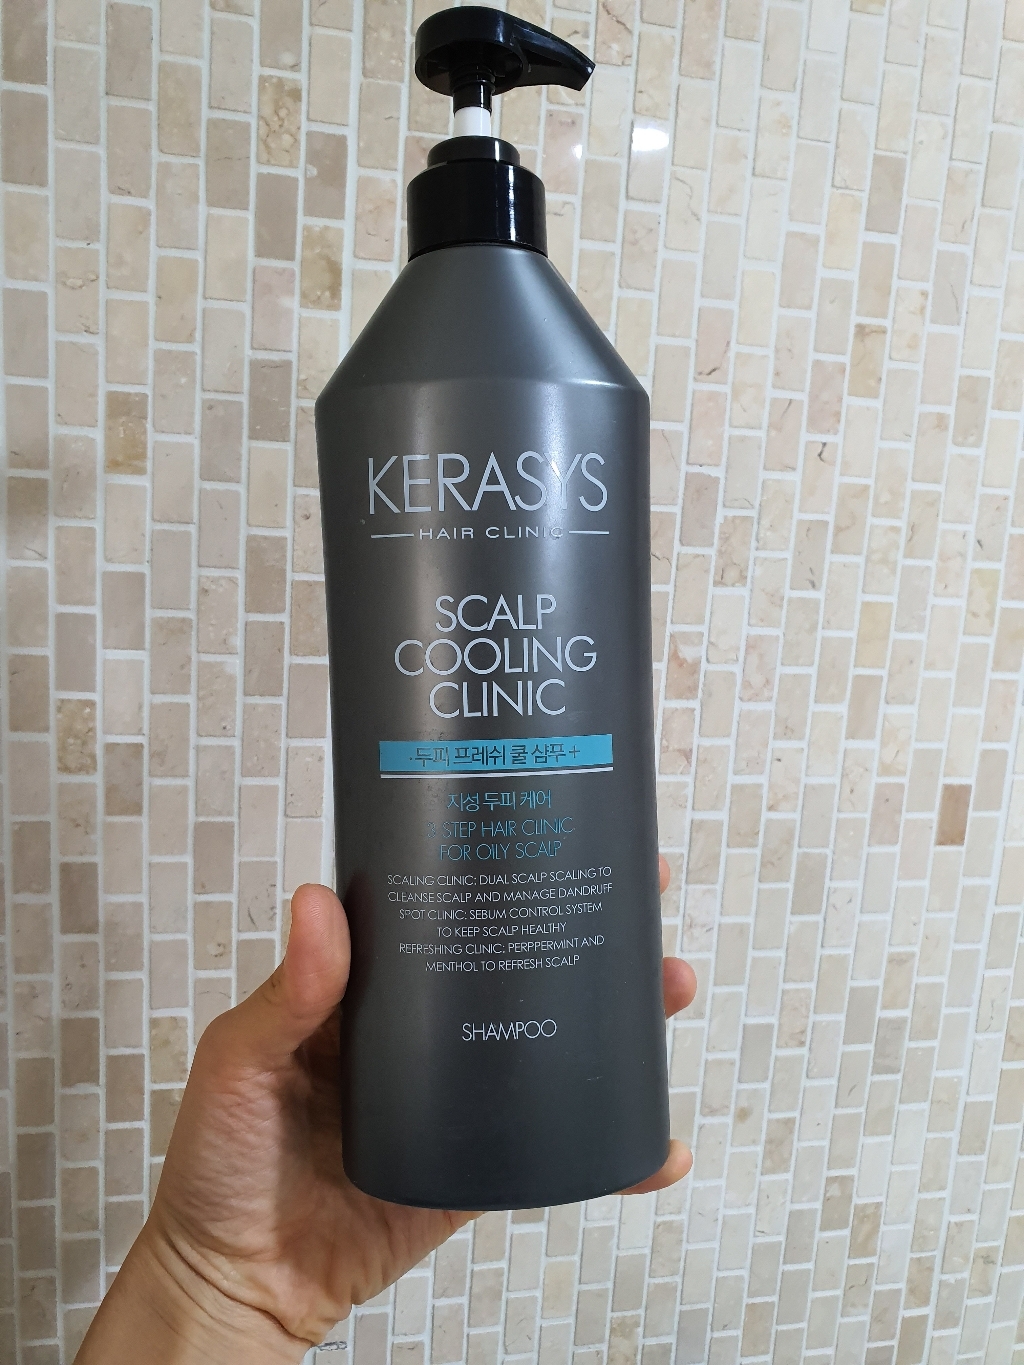 KERASYS
HAIR CLINIC
SCALP
COOLING
CLINIC
두피 프레쉬 쿨 샴푸+
지성 두피 케어
STEP HAIR CLINIC
FOR OILY SCALP
SCALING CLINIC: DUAL SCALP SCALING TO
CLEANSE SCALP AND MANAGE DANDRUFF
SPOT CLINIC: SEBUM CONTROL SYSTEM
TO KEEP SCALP HEALTHY
REFRESHING CLINIC: PERPPERMINT AND
MENTHOL TO REFRESH SCALP
SHAMPOO